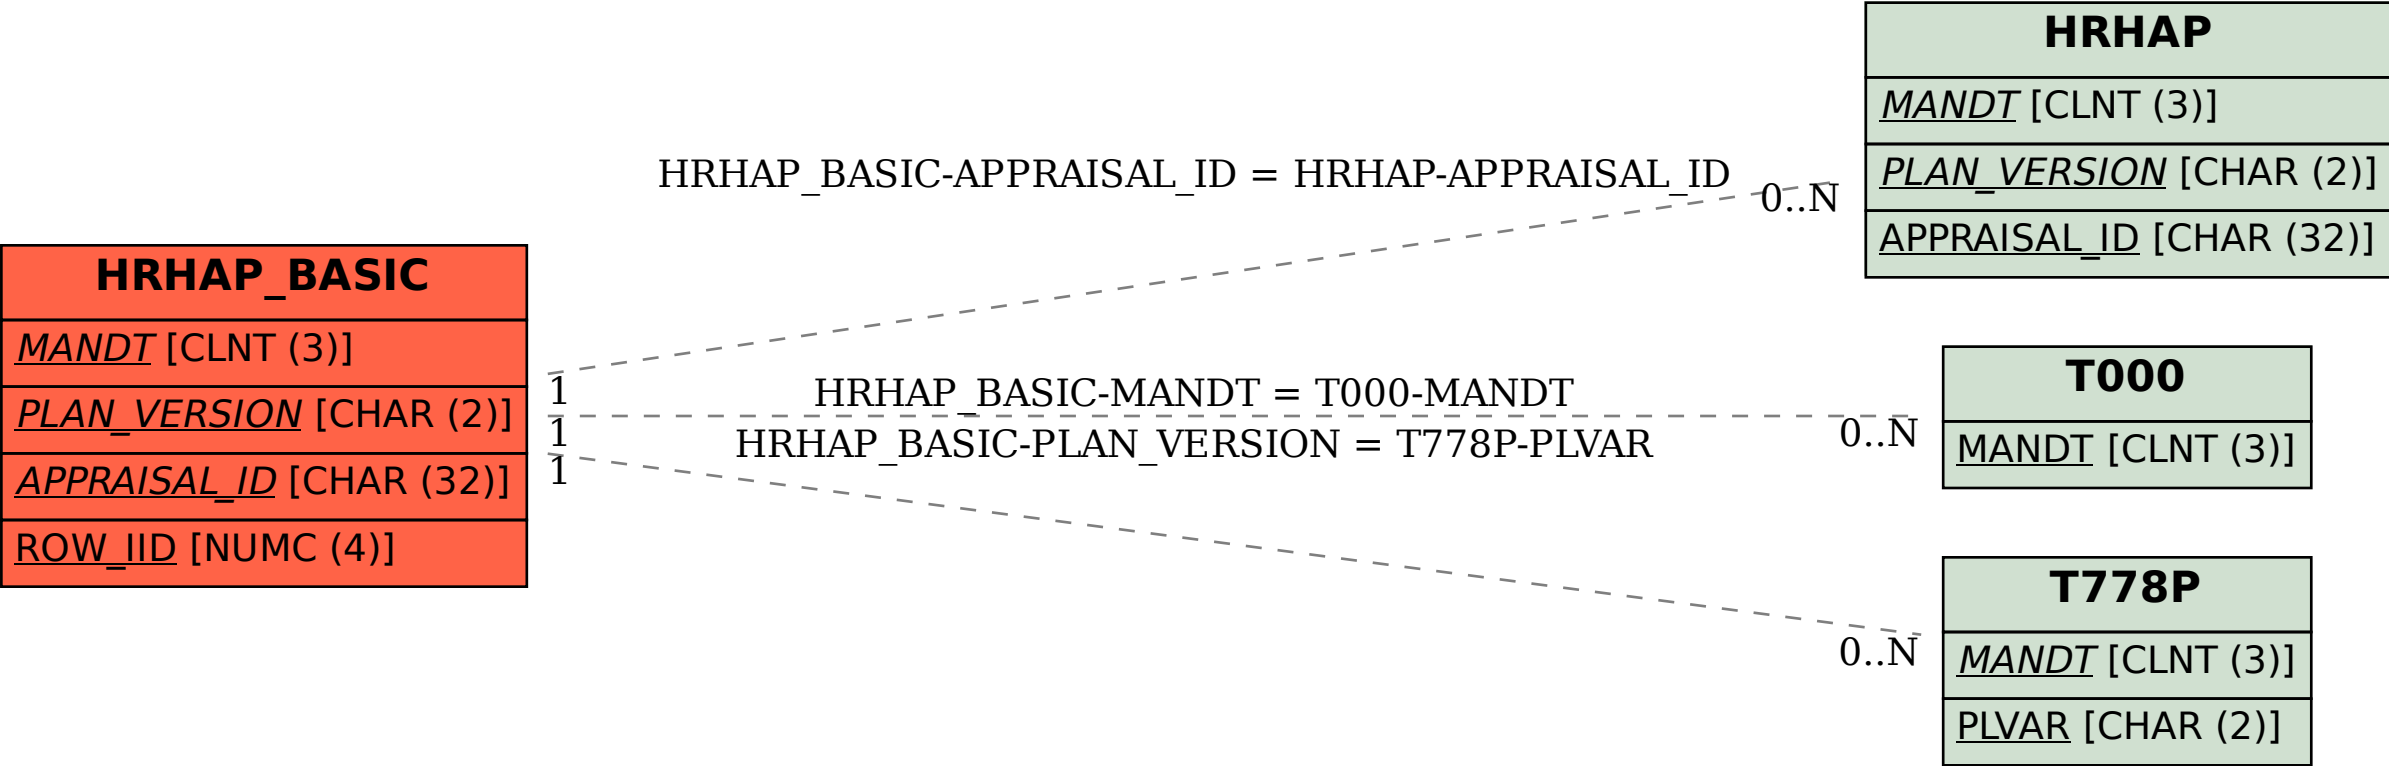 HRHAP
MANDT [CLNT (3)]
PLAN_VERSION [CHAR (2)]
APPRAISAL_ID [CHAR (32)]
HRHAP_BASIC-APPRAISAL_ID = HRHAP-APPRAISAL_ID
0..N
HRHAP_BASIC
MANDT [CLNT (3)]
PLAN_VERSION [CHAR (2)]
APPRAISAL_ID [CHAR (32)]
ROW_IID [NUMC (4)]
1
HRHAP_BASIC-MANDT = T000-MANDT
1
0..N
HRHAP_BASIC-PLAN_VERSION = T778P-PLVAR
1
0..N
T000
MANDT [CLNT (3)]
T778P
MANDT [CLNT (3)]
PLVAR [CHAR (2)]